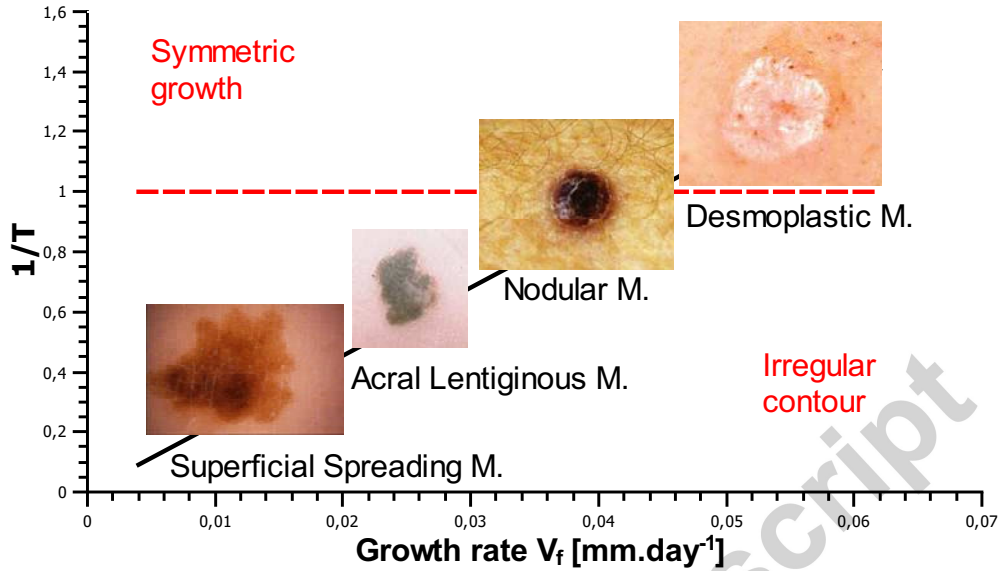 1,6
1,4
1,2
1
0,8
0,6
0,4
0,2
0
1/T
Symmetric
growth
Desmoplastic M.
Nodular M.
Acral Lentiginous M.
Superficial Spreading M.
Irregular
contour
script
0
0,01
0,02
0,03
0,04
0,05
0,06
0,07
Growth rate Vf [mm.day-1]